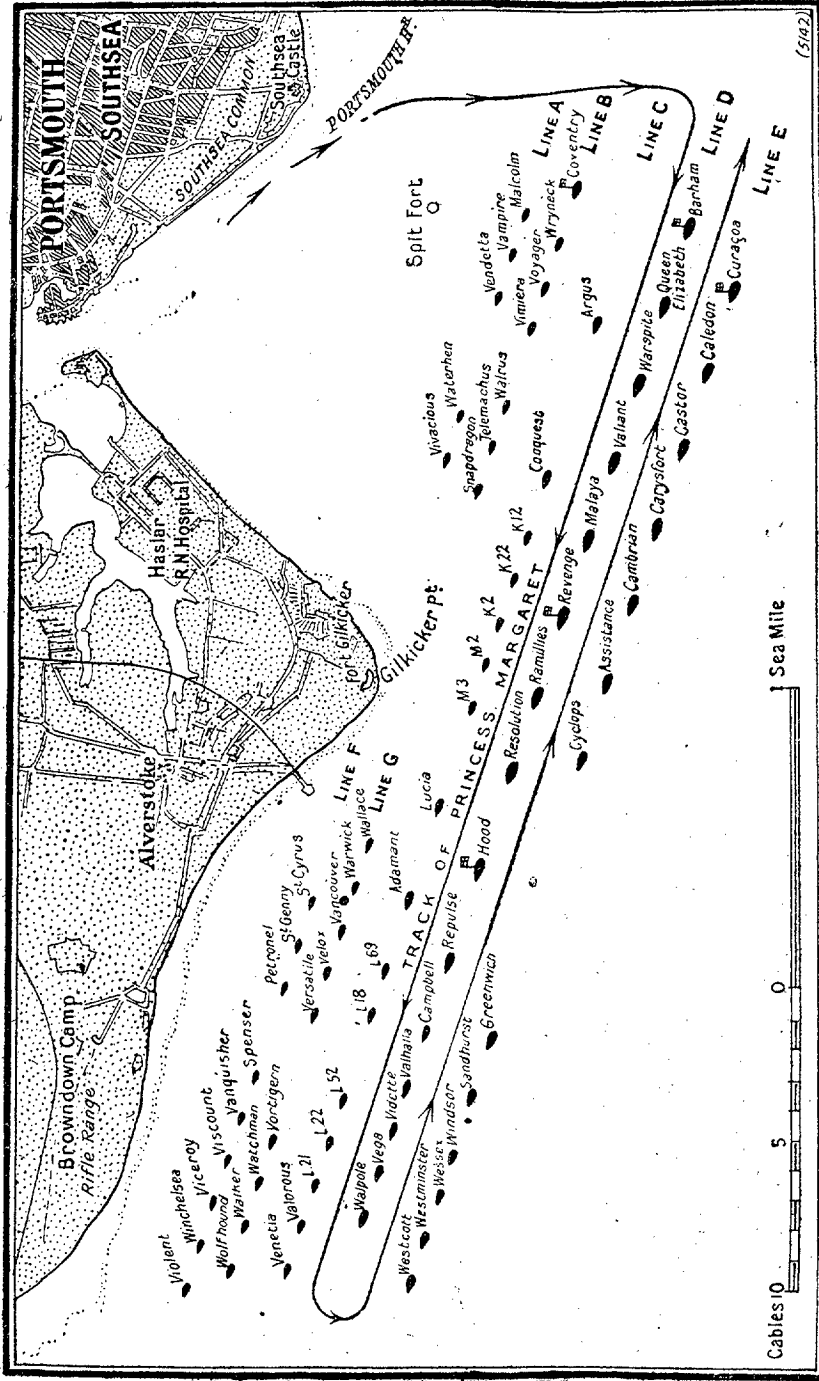 PORTSMOUTH
SOUTHSEA
SOUTHSEA COMMON
Southsea
Castle
PORTSMOUTH Hr.
Spit Fort
Haslar
R.N. Hospital
Fort Gilkicker
Gilkicker Pt.
Alverstoke
Browndown Camp
Rifle Range
LINE A
LINE B
LINE C
LINE D
LINE E
LINE F
LINE G
TRACK OF PRINCESS MARGARET
Violent
Winchelsea
Viceroy
Viscount
Vanquisher
Spenser
Petronel
St Genny
St Cyrus
Wolfhound
Walker
Watchman
Vortigern
Versatile
Velox
Vancouver
Warwick
Wallace
Venetia
Valorous
L21
L22
L52
L18
L69
Adamant
Lucia
M3
M2
K2
K22
K12
Conquest
Vivacious
Waterhen
Snapdragon
Telemachus
Walrus
Vendetta
Vampire
Malcolm
Vimiera
Voyager
Wryneck
Coventry
Argus
Walpole
Vega
Vidette
Valhalla
Campbell
Repulse
Hood
Resolution
Ramillies
Revenge
Malaya
Valiant
Warspite
Queen
Elizabeth
Barham
Westcott
Westminster
Wessex
Windsor
Sandhurst
Greenwich
Cyclops
Assistance
Cambrian
Carysfort
Castor
Caledon
Curaçoa
Cables 10
5
0
1 Sea Mile
(5142)